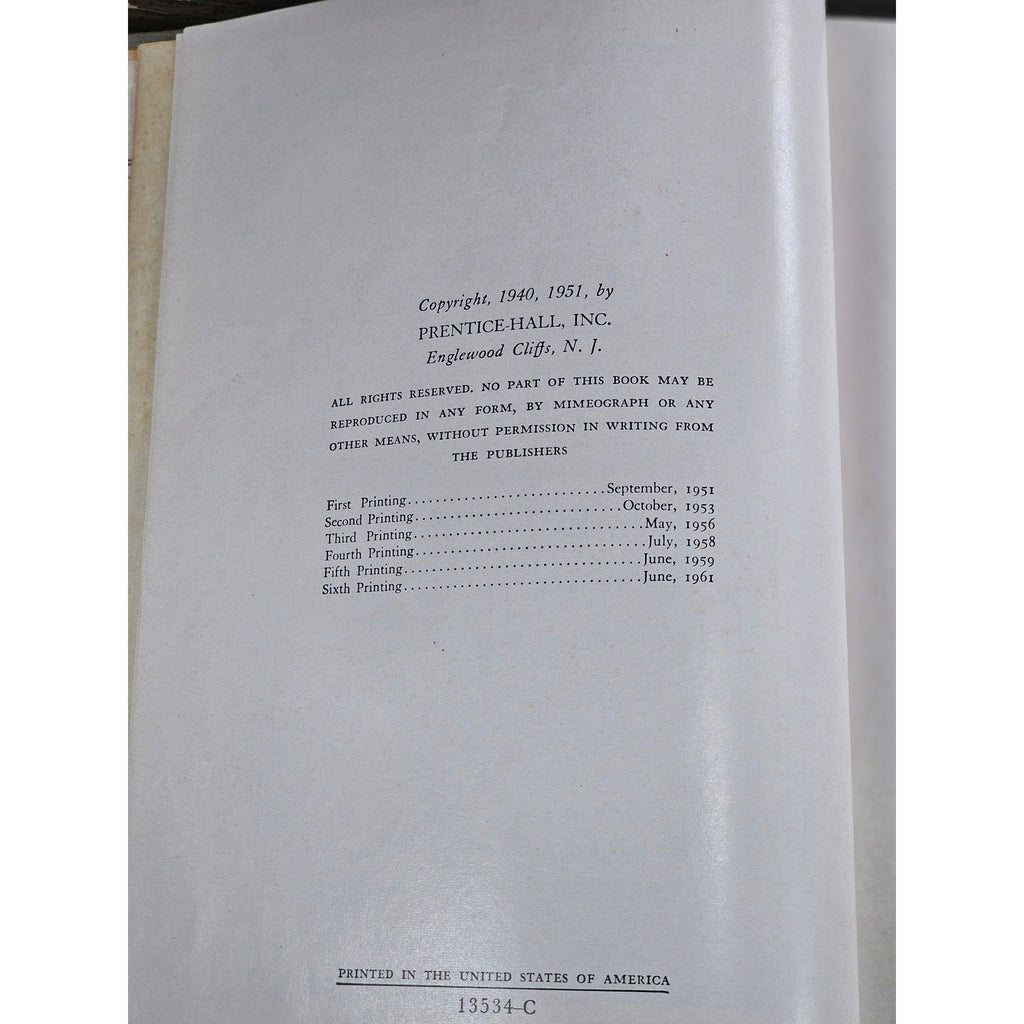 Copyright, 1940, 1951, by
PRENTICE-HALL, INC.
Englewood Cliffs, N. J.
ALL RIGHTS RESERVED. NO PART OF THIS BOOK MAY BE
REPRODUCED IN ANY FORM, BY MIMEOGRAPH OR ANY
OTHER MEANS, WITHOUT PERMISSION IN WRITING FROM
THE PUBLISHERS
First Printing...........................September, 1951
Second Printing.............................October, 1953
Third Printing.................................May, 1956
Fourth Printing................................July, 1958
Fifth Printing.................................June, 1959
Sixth Printing.................................June, 1961
PRINTED IN THE UNITED STATES OF AMERICA
13534-C